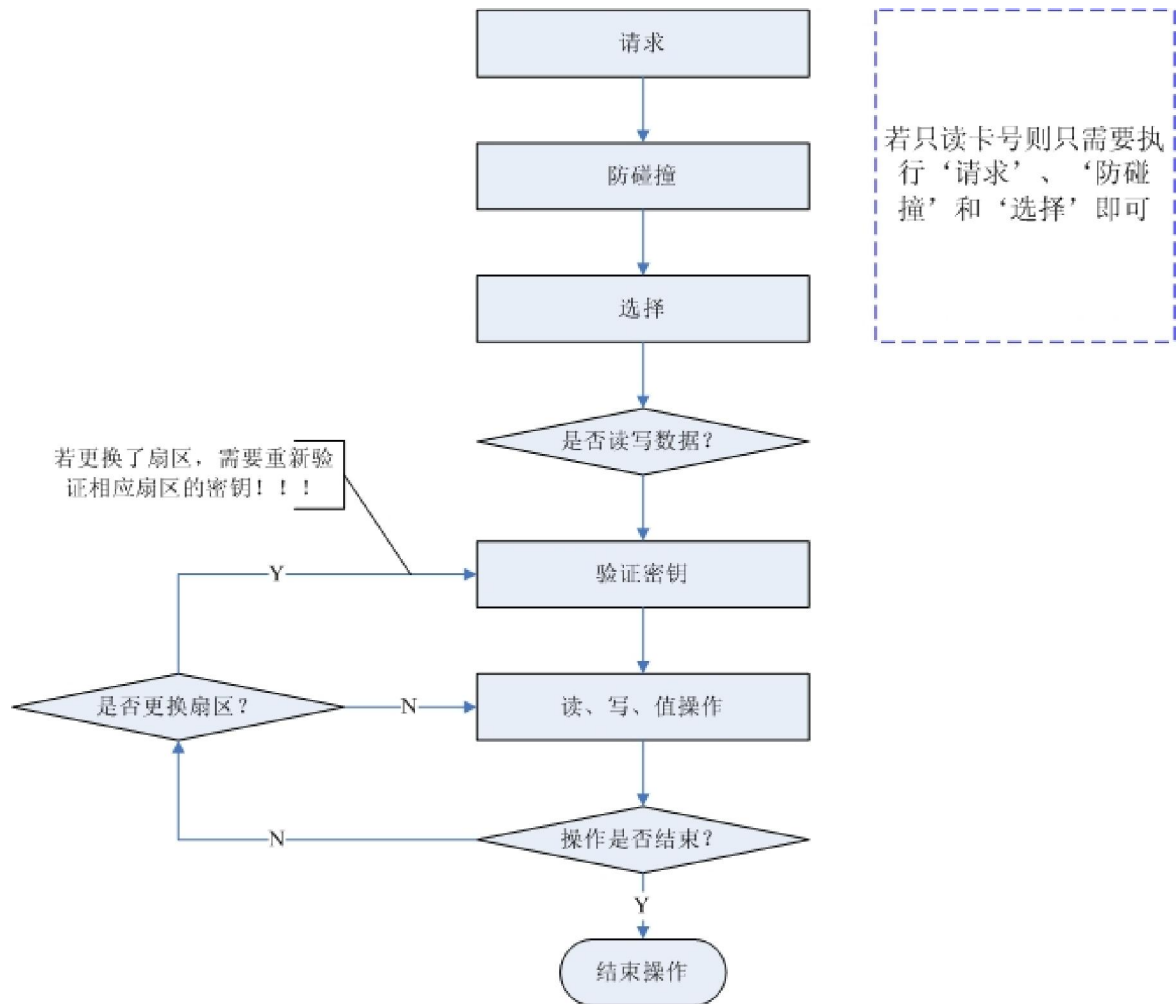 请求
防碰撞
若只读卡号则只需要执
行‘请求’、‘防碰
撞’和‘选择’即可
选择
是否读写数据?
若更换了扇区，需要重新验
证相应扇区的密钥！！！
Y
验证密钥
是否更换扇区?
N
读、写、值操作
N
操作是否结束?
Y
结束操作